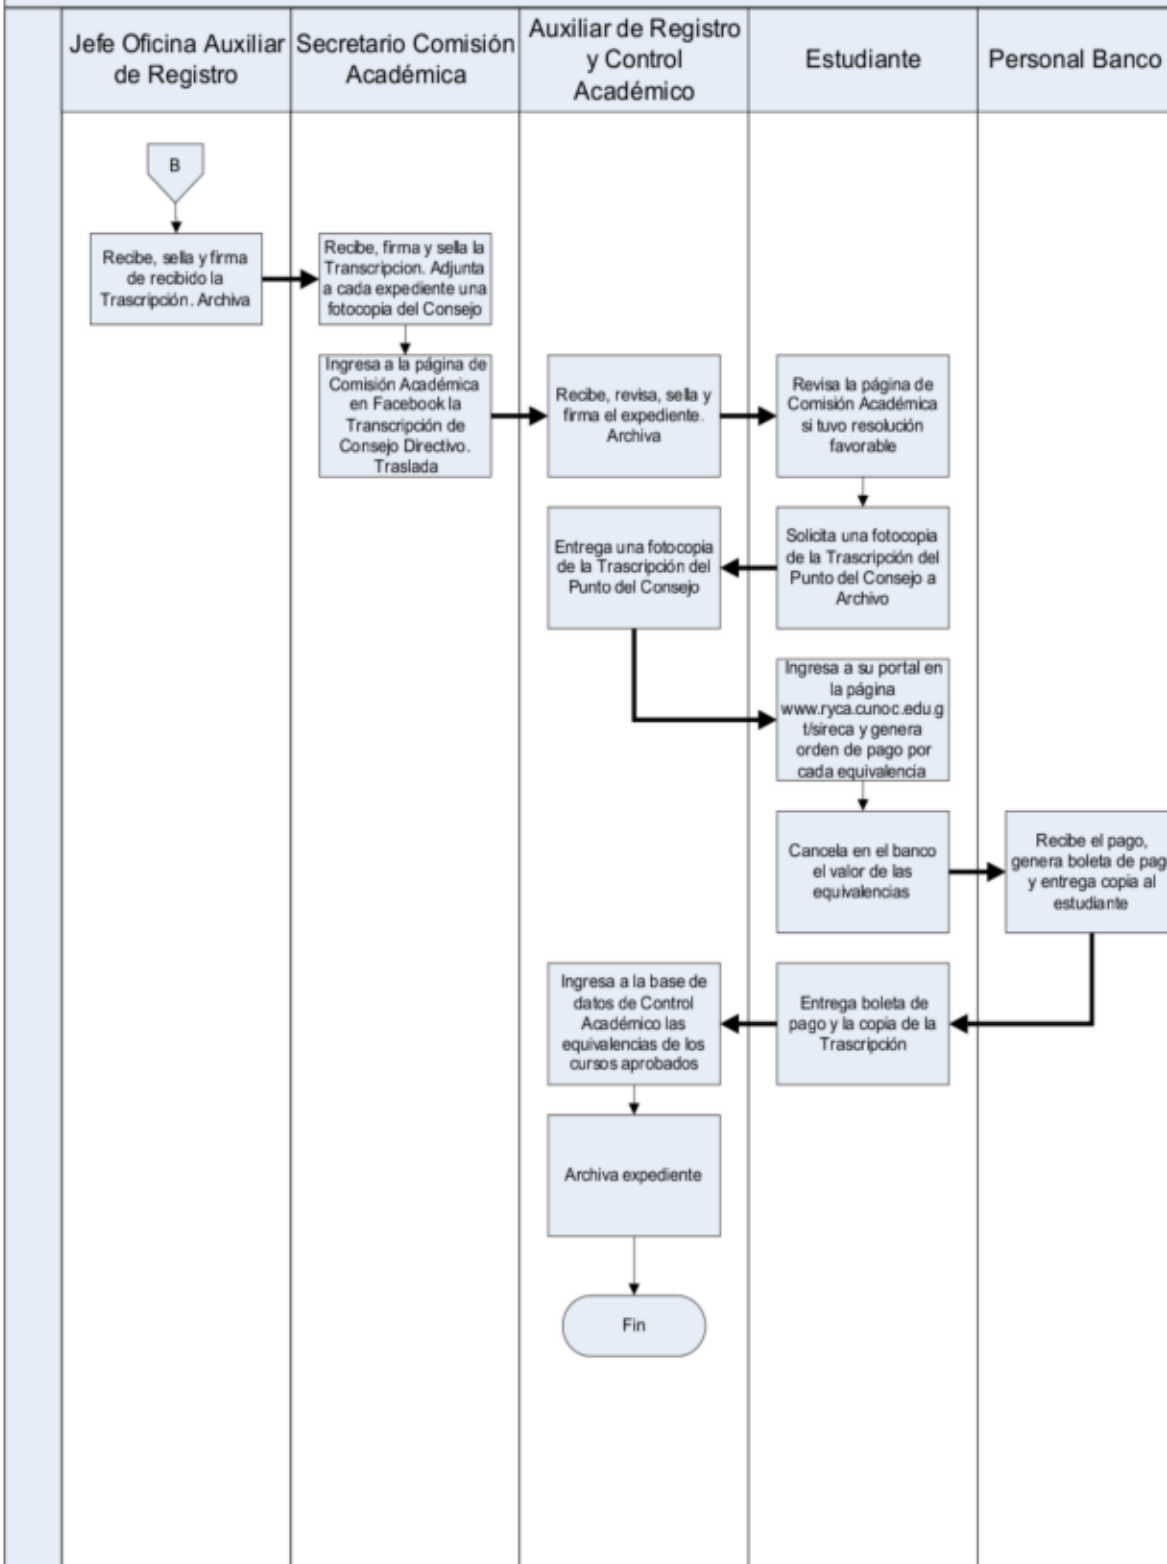 Jefe Oficina Auxiliar
de Registro
Secretario Comisión
Académica
Auxiliar de Registro
y Control
Académico
Estudiante
Personal Banco
B
Recibe, sella y firma
de recibido la
Trascripción. Archiva
Recibe, firma y sella la
Transcripcion. Adjunta
a cada expediente una
fotocopia del Consejo
Ingresa a la página de
Comisión Académica
en Facebook la
Transcripción de
Consejo Directivo.
Traslada
Recibe, revisa, sella y
firma el expediente.
Archiva
Revisa la página de
Comisión Académica
si tuvo resolución
favorable
Solicita una fotocopia
de la Trascripción del
Punto del Consejo a
Archivo
Entrega una fotocopia
de la Trascripción del
Punto del Consejo
Ingresa a su portal en
la página
www.ryca.cunoc.edu.g
t/sireca y genera
orden de pago por
cada equivalencia
Cancela en el banco
el valor de las
equivalencias
Recibe el pago,
genera boleta de pag
y entrega copia al
estudiante
Entrega boleta de
pago y la copia de la
Trascripción
Ingresa a la base de
datos de Control
Académico las
equivalencias de los
cursos aprobados
Archiva expediente
Fin